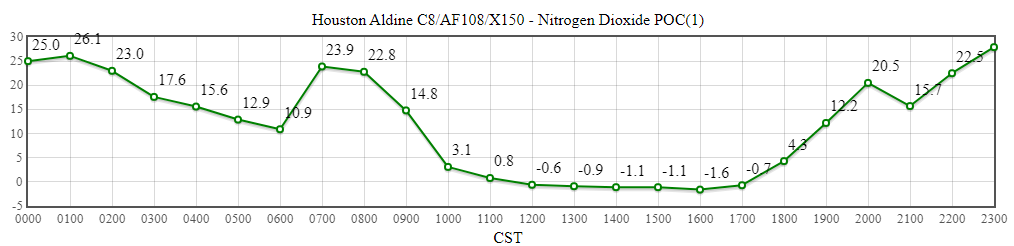 Houston Aldine C8/AF108/X150 - Nitrogen Dioxide POC(1)
30
25
20
15
10
5
0
-5
25.0 26.1 23.0 17.6 15.6 12.9 10.9 23.9 22.8 14.8 3.1 0.8 -0.6 -0.9 -1.1 -1.1 -1.6 -0.7 4.3 12.2 20.5 15.7 22.5
0000 0100 0200 0300 0400 0500 0600 0700 0800 0900 1000 1100 1200 1300 1400 1500 1600 1700 1800 1900 2000 2100 2200 2300
CST